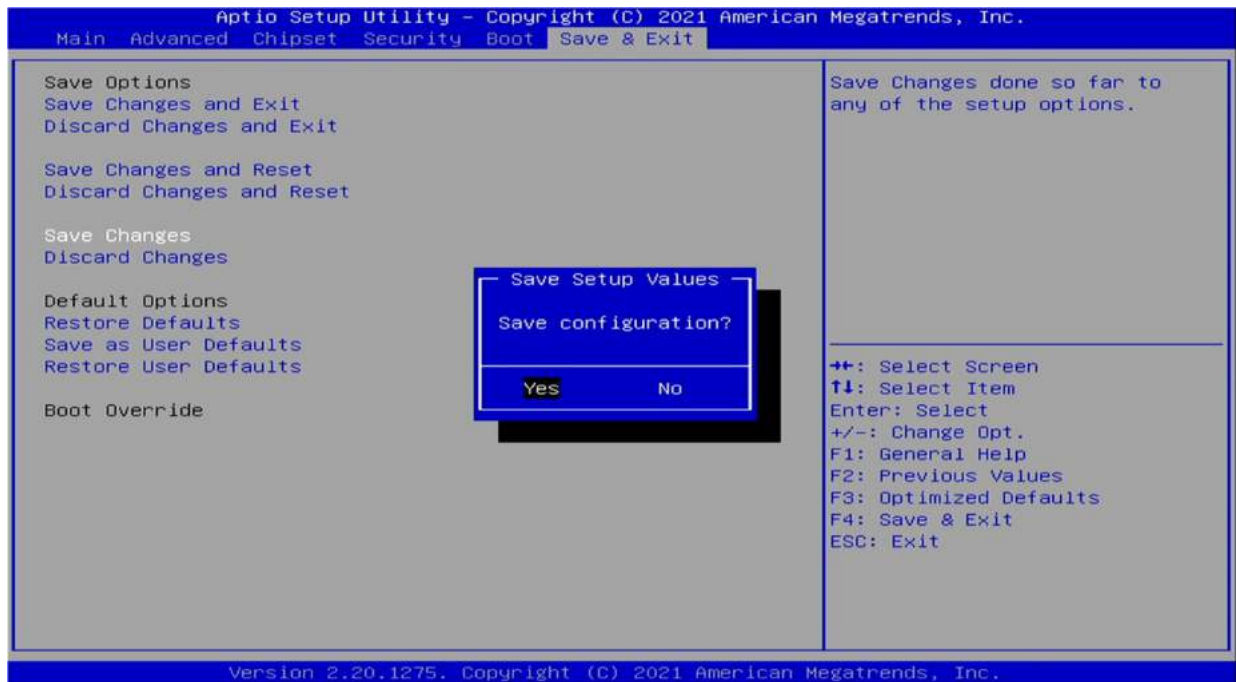 Aptio Setup Utility – Copyright (C) 2021 American Megatrends, Inc.
Main Advanced Chipset Security Boot Save & Exit
Save Options
Save Changes and Exit
Discard Changes and Exit
Save Changes and Reset
Discard Changes and Reset
Save Changes
Discard Changes
Default Options
Restore Defaults
Save as User Defaults
Restore User Defaults
Boot Override
Save Setup Values
Save configuration?
Yes No
Save Changes done so far to
any of the setup options.
→←: Select Screen
↑↓: Select Item
Enter: Select
+/-: Change Opt.
F1: General Help
F2: Previous Values
F3: Optimized Defaults
F4: Save & Exit
ESC: Exit
Version 2.20.1275. Copyright (C) 2021 American Megatrends, Inc.